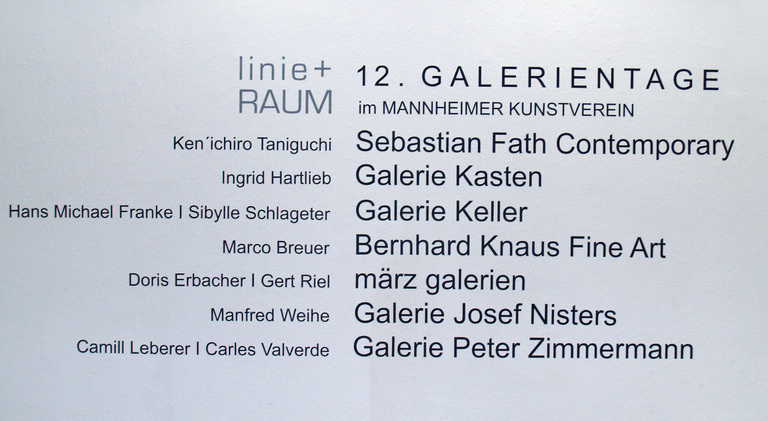 linie+ 12. GALERIENTAGE
RAUM im MANNHEIMER KUNSTVEREIN
Ken´ichiro Taniguchi Sebastian Fath Contemporary
Ingrid Hartlieb Galerie Kasten
Hans Michael Franke I Sibylle Schlageter Galerie Keller
Marco Breuer Bernhard Knaus Fine Art
Doris Erbacher I Gert Riel märz galerien
Manfred Weihe Galerie Josef Nisters
Camill Leberer I Carles Valverde Galerie Peter Zimmermann